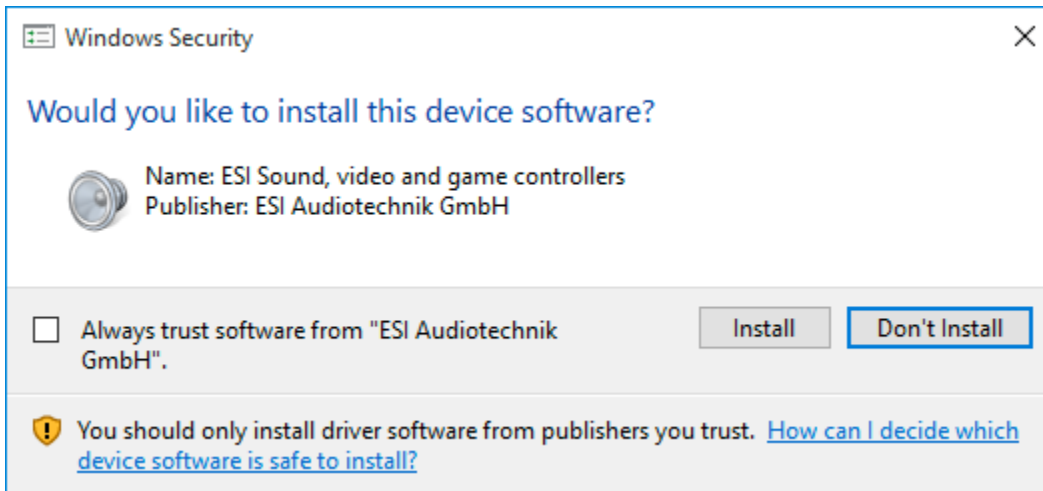 Windows Security
Would you like to install this device software?
Name: ESI Sound, video and game controllers
Publisher: ESI Audiotechnik GmbH
Always trust software from "ESI Audiotechnik
GmbH".
Install
Don't Install
You should only install driver software from publishers you trust. How can I decide which
device software is safe to install?